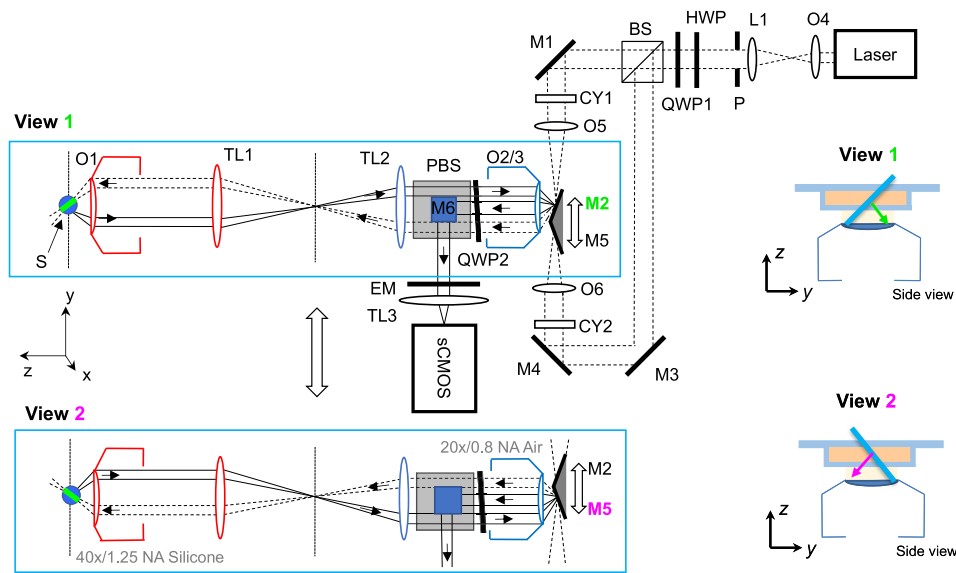 HWP
L1
O4
BS
M1
Laser
CY1
QWP1
P
View 1
O5
O1
TL1
TL2
PBS
O2/3
View 1
M6
M2
M5
S
QWP2
z
y
Side view
EM
O6
TL3
y
z
x
sCMOS
CY2
M4
M3
View 2
View 2
20x/0.8 NA Air
M2
M5
z
y
Side view
40x/1.25 NA Silicone